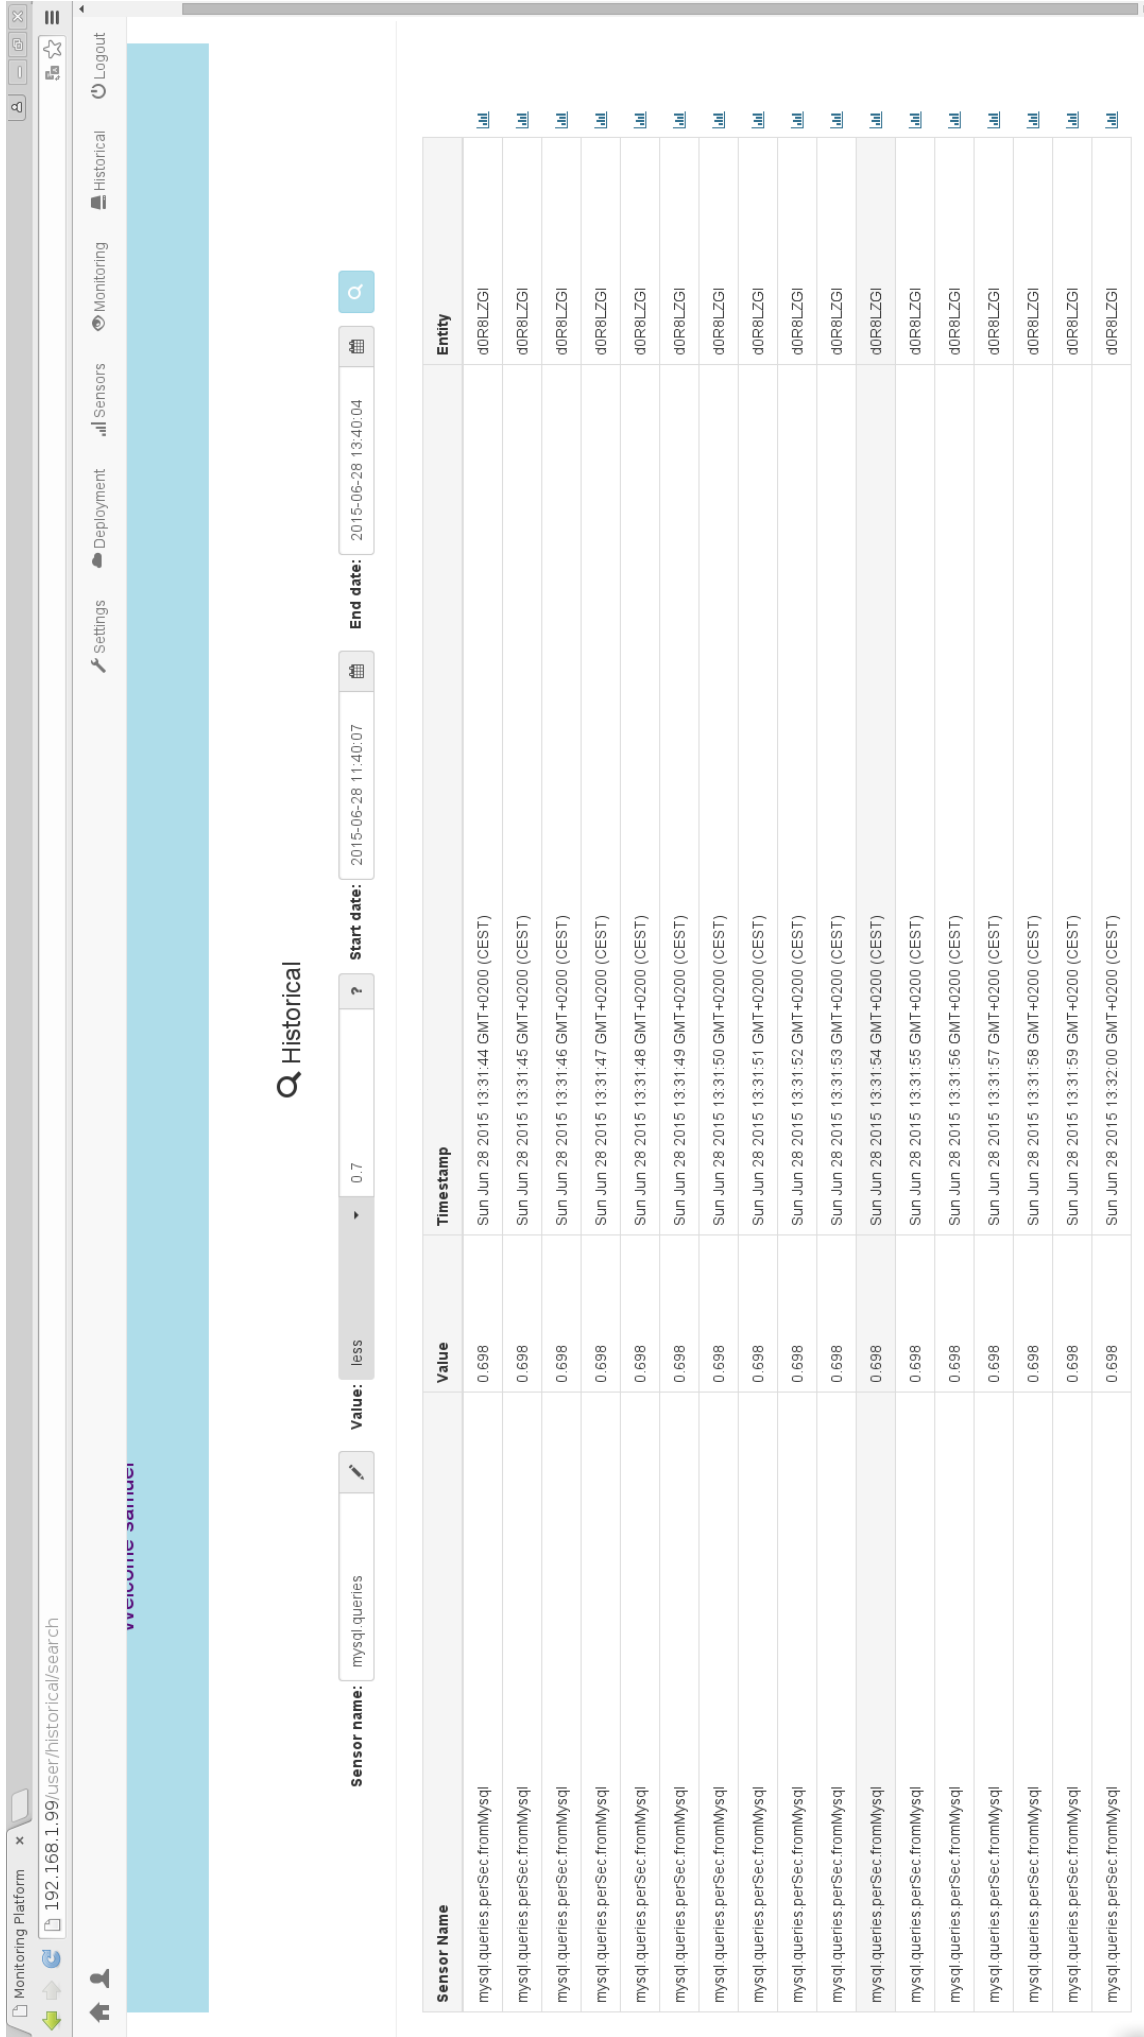 Monitoring Platform
192.168.1.99/user/historical/search
Settings Deployment Sensors Monitoring Historical Logout
Welcome samuel
Historical
Sensor name: mysql.queries Value: less 0.7 ? Start date: 2015-06-28 11:40:07 End date: 2015-06-28 13:40:04
Sensor Name Value Timestamp Entity
mysql.queries.perSec.fromMysql 0.698 Sun Jun 28 2015 13:31:44 GMT+0200 (CEST) d0R8LZGI
mysql.queries.perSec.fromMysql 0.698 Sun Jun 28 2015 13:31:45 GMT+0200 (CEST) d0R8LZGI
mysql.queries.perSec.fromMysql 0.698 Sun Jun 28 2015 13:31:46 GMT+0200 (CEST) d0R8LZGI
mysql.queries.perSec.fromMysql 0.698 Sun Jun 28 2015 13:31:47 GMT+0200 (CEST) d0R8LZGI
mysql.queries.perSec.fromMysql 0.698 Sun Jun 28 2015 13:31:48 GMT+0200 (CEST) d0R8LZGI
mysql.queries.perSec.fromMysql 0.698 Sun Jun 28 2015 13:31:49 GMT+0200 (CEST) d0R8LZGI
mysql.queries.perSec.fromMysql 0.698 Sun Jun 28 2015 13:31:50 GMT+0200 (CEST) d0R8LZGI
mysql.queries.perSec.fromMysql 0.698 Sun Jun 28 2015 13:31:51 GMT+0200 (CEST) d0R8LZGI
mysql.queries.perSec.fromMysql 0.698 Sun Jun 28 2015 13:31:52 GMT+0200 (CEST) d0R8LZGI
mysql.queries.perSec.fromMysql 0.698 Sun Jun 28 2015 13:31:53 GMT+0200 (CEST) d0R8LZGI
mysql.queries.perSec.fromMysql 0.698 Sun Jun 28 2015 13:31:54 GMT+0200 (CEST) d0R8LZGI
mysql.queries.perSec.fromMysql 0.698 Sun Jun 28 2015 13:31:55 GMT+0200 (CEST) d0R8LZGI
mysql.queries.perSec.fromMysql 0.698 Sun Jun 28 2015 13:31:56 GMT+0200 (CEST) d0R8LZGI
mysql.queries.perSec.fromMysql 0.698 Sun Jun 28 2015 13:31:57 GMT+0200 (CEST) d0R8LZGI
mysql.queries.perSec.fromMysql 0.698 Sun Jun 28 2015 13:31:58 GMT+0200 (CEST) d0R8LZGI
mysql.queries.perSec.fromMysql 0.698 Sun Jun 28 2015 13:31:59 GMT+0200 (CEST) d0R8LZGI
mysql.queries.perSec.fromMysql 0.698 Sun Jun 28 2015 13:32:00 GMT+0200 (CEST) d0R8LZGI